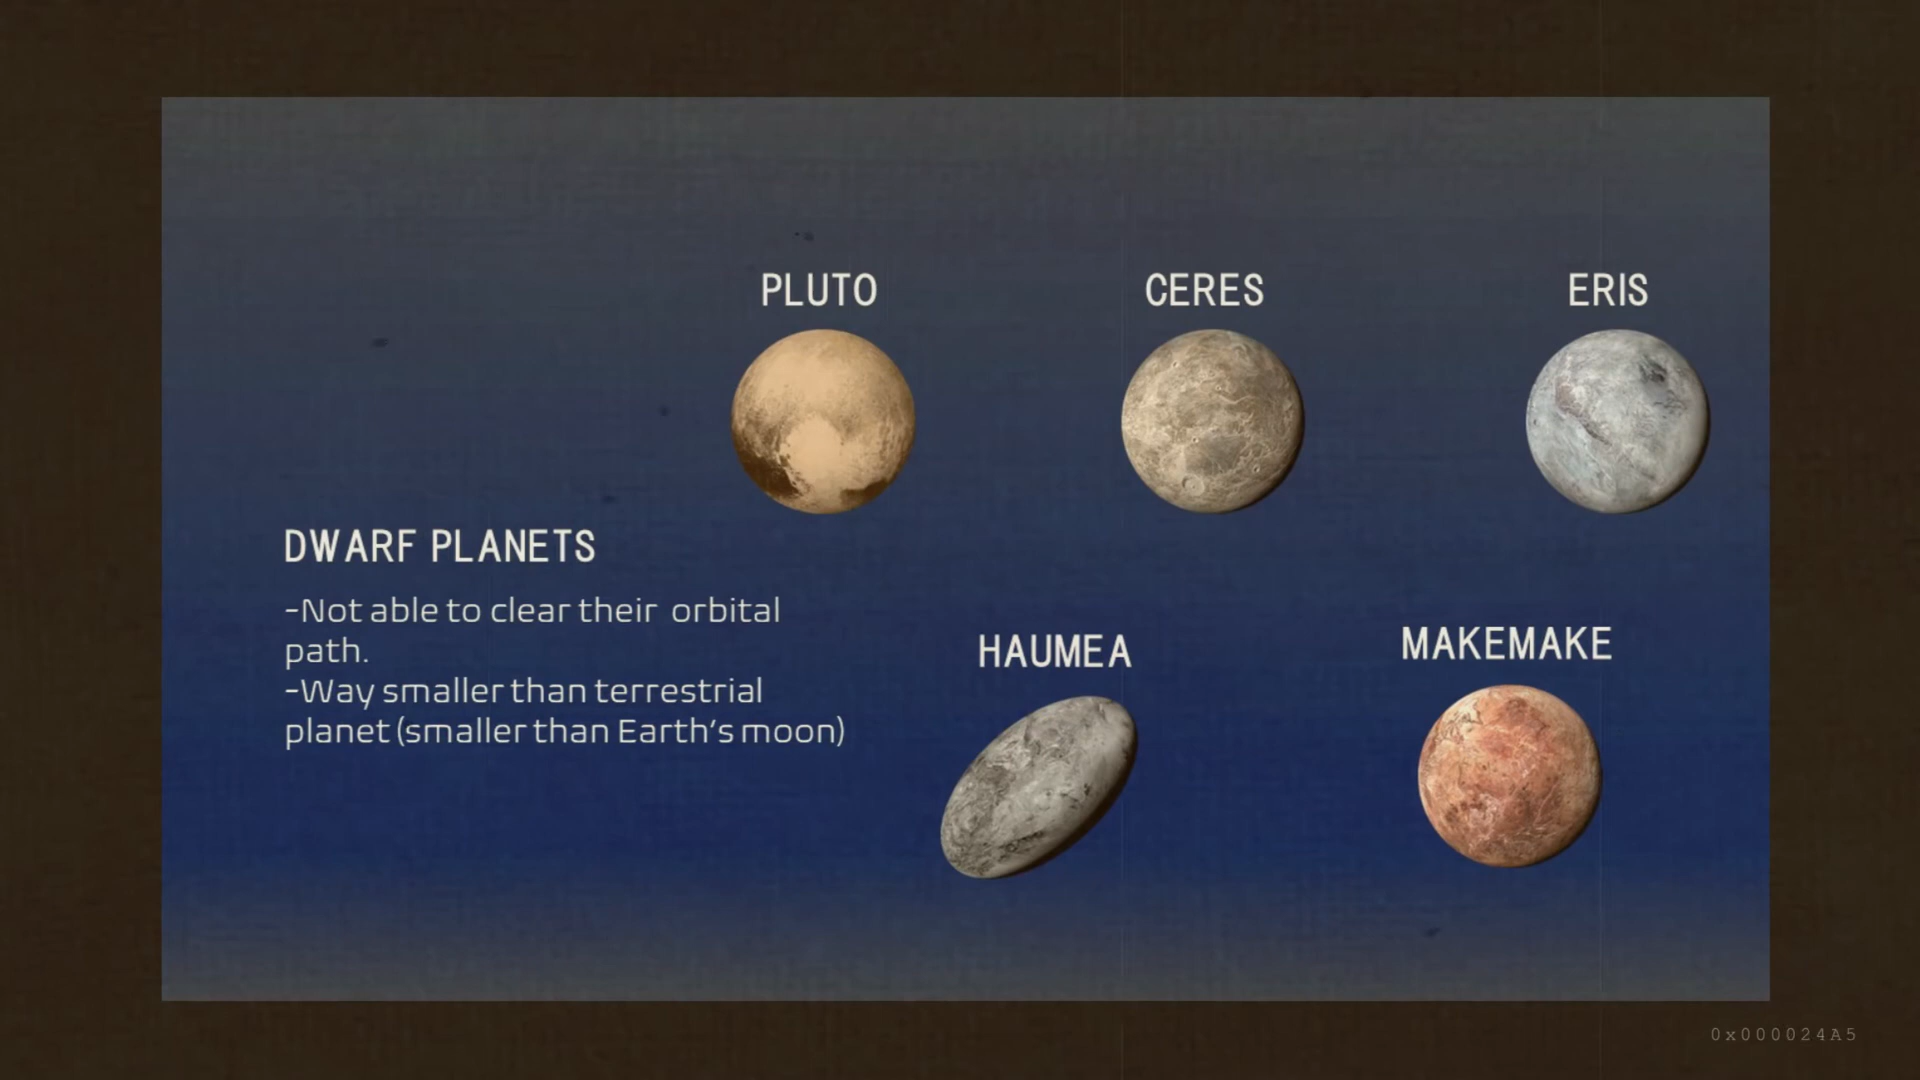 PLUTO
CERES
ERIS
DWARF PLANETS
-Not able to clear their orbital
path.
-Way smaller than terrestrial
planet (smaller than Earth's moon)
HAUMEA
MAKEMAKE
0x000024A5